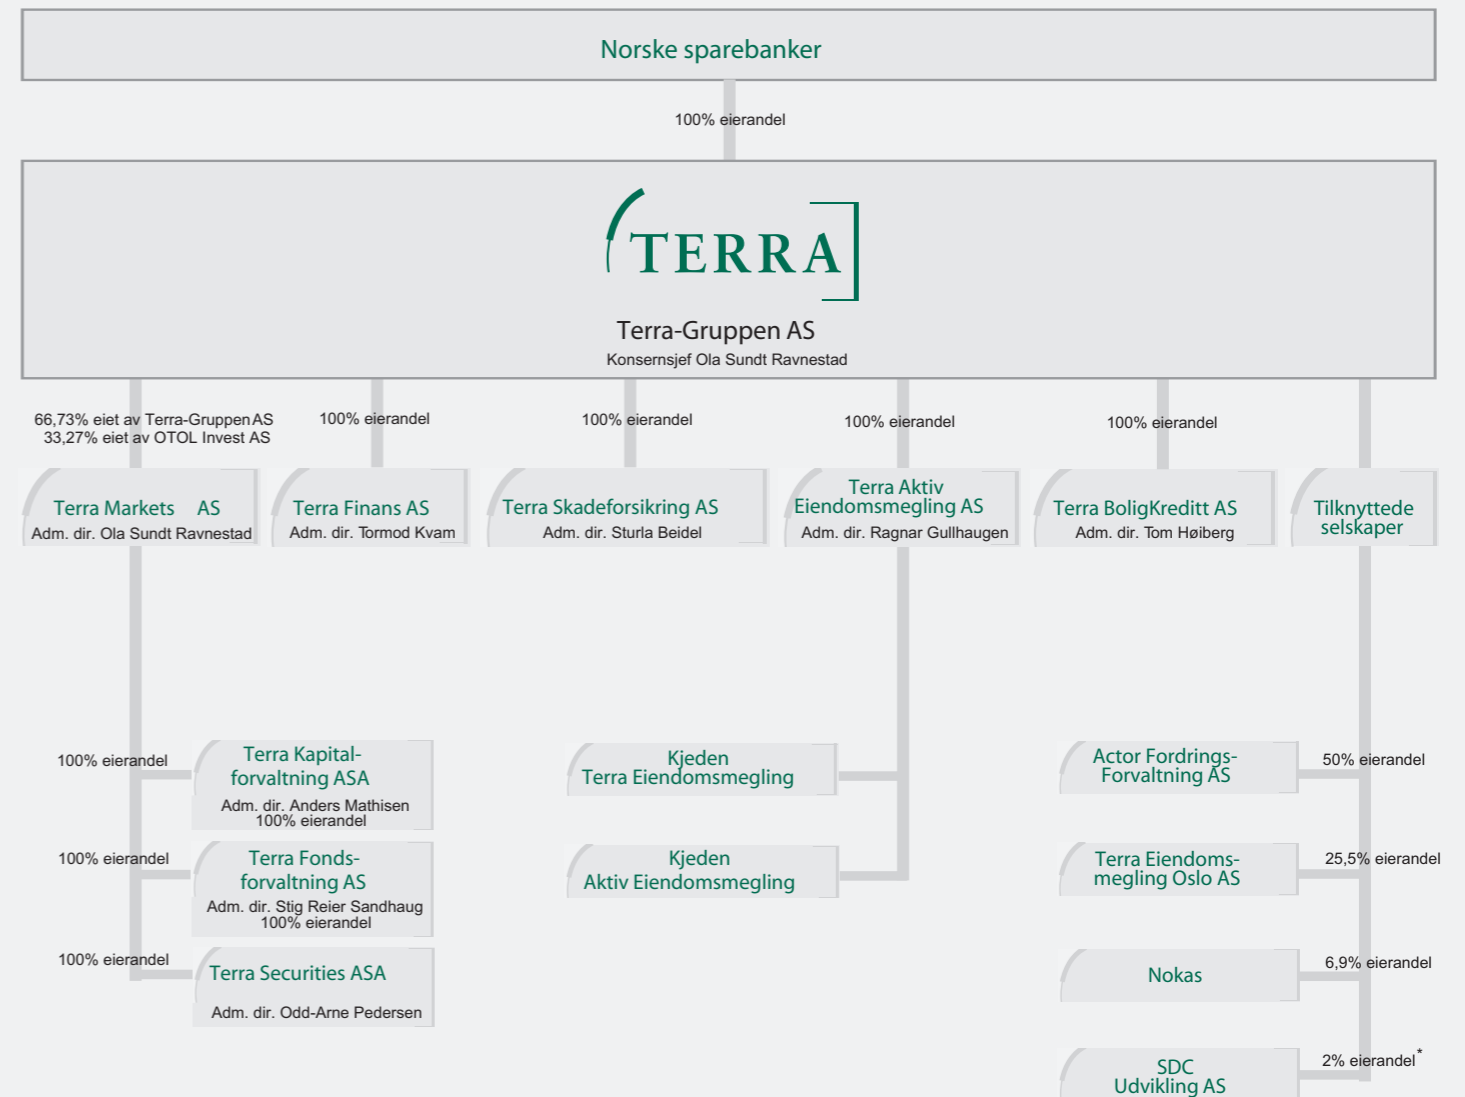 Norske sparebanker
100% eierandel
TERRA
Terra-Gruppen AS
Konsernsjef Ola Sundt Ravnestad
66,73% eiet av Terra-Gruppen AS
33,27% eiet av OTOL Invest AS
100% eierandel
100% eierandel
100% eierandel
100% eierandel
Terra Markets AS
Adm. dir. Ola Sundt Ravnestad
Terra Finans AS
Adm. dir. Tormod Kvam
Terra Skadeforsikring AS
Adm. dir. Sturla Beidel
Terra Aktiv
Eiendomsmegling AS
Adm. dir. Ragnar Gullhaugen
Terra BoligKreditt AS
Adm. dir. Tom Høiberg
Tilknyttede
selskaper
100% eierandel
Terra Kapital-
forvaltning ASA
Adm. dir. Anders Mathisen
100% eierandel
100% eierandel
Terra Fonds-
forvaltning AS
Adm. dir. Stig Reier Sandhaug
100% eierandel
100% eierandel
Terra Securities ASA
Adm. dir. Odd-Arne Pedersen
Kjeden
Terra Eiendomsmegling
Kjeden
Aktiv Eiendomsmegling
Actor Fordrings-
Forvaltning AS
50% eierandel
Terra Eiendoms-
megling Oslo AS
25,5% eierandel
Nokas
6,9% eierandel
SDC
Udvikling AS
2% eierandel*